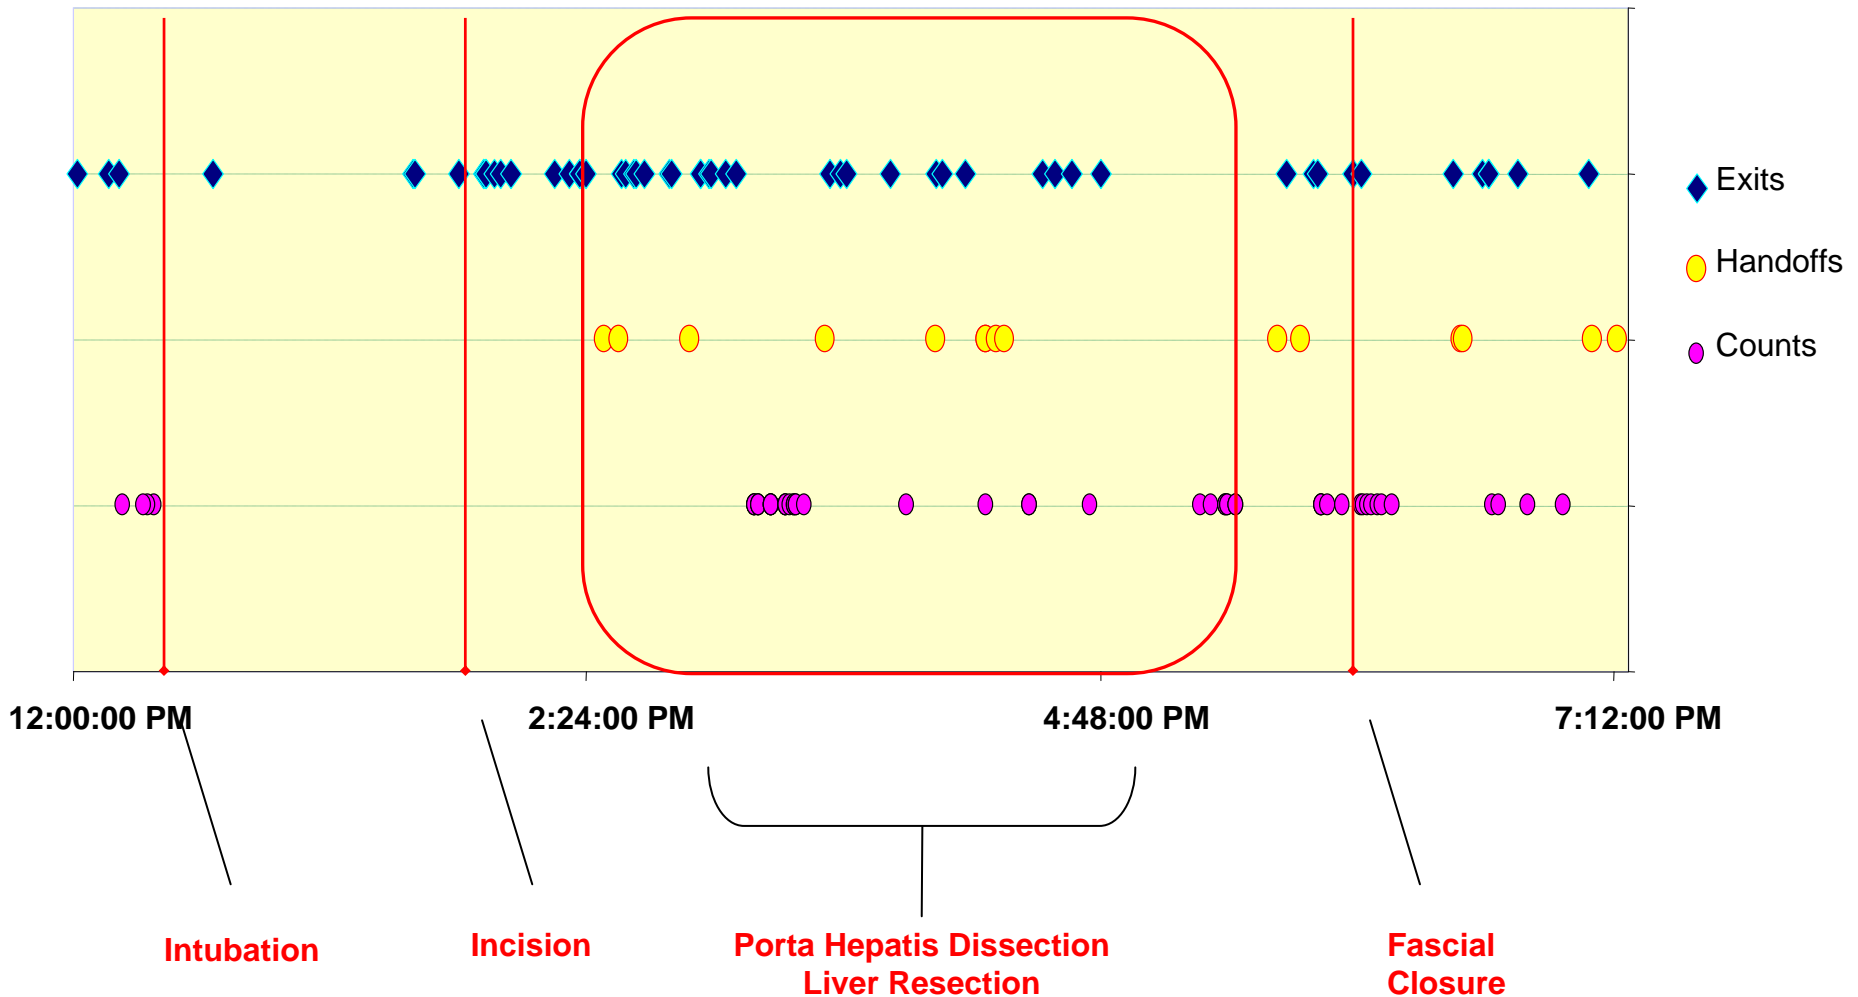 Exits
Handoffs
Counts
12:00:00 PM
2:24:00 PM
4:48:00 PM
7:12:00 PM
Intubation
Incision
Porta Hepatis Dissection
Liver Resection
Fascial
Closure